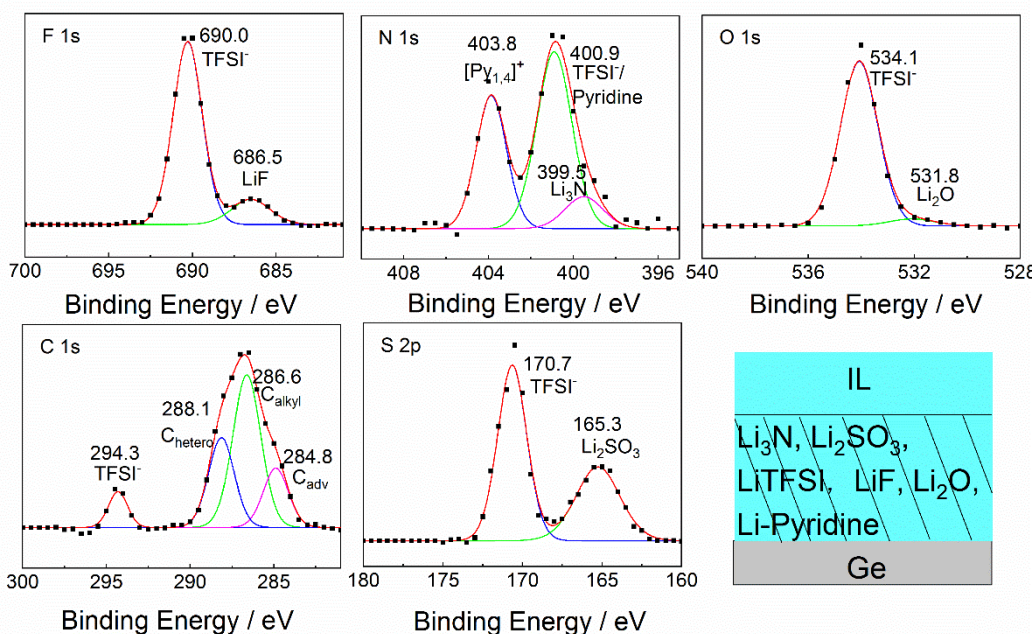 F 1s
690.0
TFSI⁻
686.5
LiF
700 695 690 685
Binding Energy / eV
N 1s
403.8
[Py₁,₄]⁺
400.9
TFSI⁻/
Pyridine
399.5
Li₃N
408 404 400 396
Binding Energy / eV
O 1s
534.1
TFSI⁻
531.8
Li₂O
540 536 532 528
Binding Energy / eV
C 1s
294.3
TFSI⁻
288.1
C_hetero
286.6
C_alkyl
284.8
C_adv
300 295 290 285
Binding Energy / eV
S 2p
170.7
TFSI⁻
165.3
Li₂SO₃
180 175 170 165 160
Binding Energy / eV
IL
Li₃N, Li₂SO₃,
LiTFSI, LiF, Li₂O,
Li-Pyridine
Ge